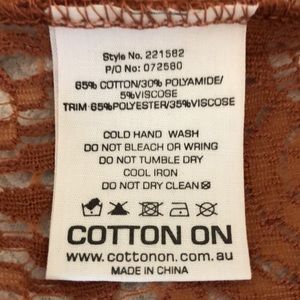 Style No: 221582
P/O No: 072580
65% COTTON/30% POLYAMIDE/
5%VISCOSE
TRIM 65%POLYESTER/35%VISCOSE
COLD HAND WASH
DO NOT BLEACH OR WRING
DO NOT TUMBLE DRY
COOL IRON
DO NOT DRY CLEAN
COTTON ON
www.cottonon.com.au
MADE IN CHINA